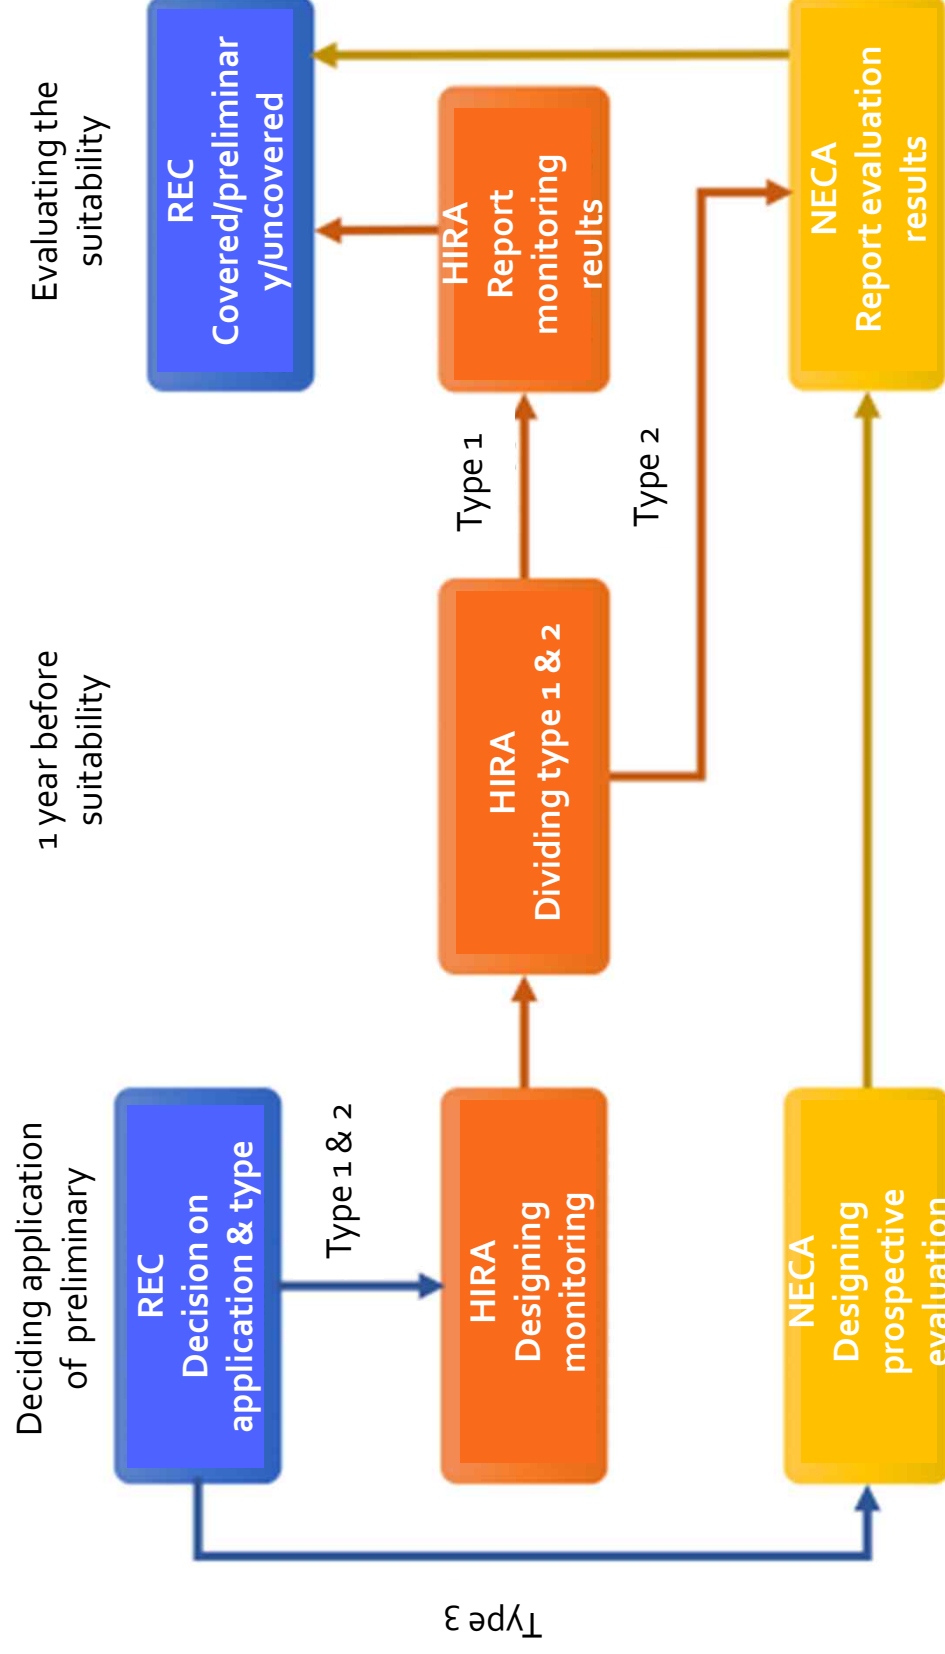 Deciding application
of preliminary
1 year before
suitability
Evaluating the
suitability
REC
Decision on
application & type
REC
Covered/preliminar
y/uncovered
Type 1 & 2
HIRA
Designing
monitoring
HIRA
Dividing type 1 & 2
Type 1
HIRA
Report
monitoring
reults
Type 2
Type 3
NECA
Designing
prospective
evaluation
NECA
Report evaluation
results